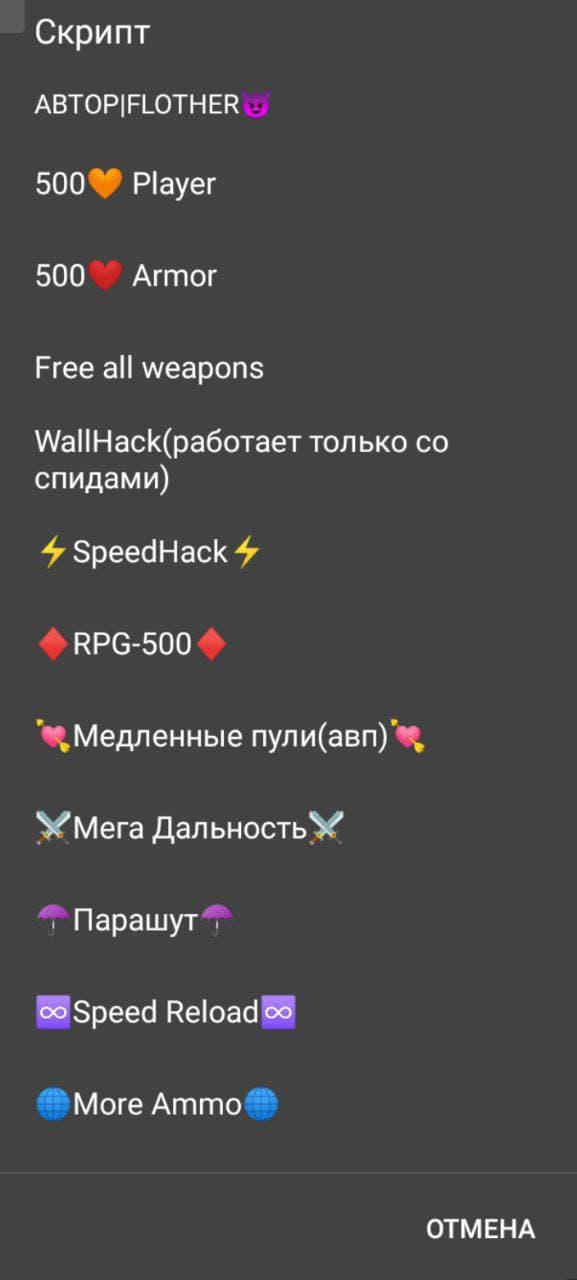 Скрипт
АВТОР|FLOTHER😈
500🧡 Player
500❤️ Armor
Free all weapons
WallHack(работает только со
спидами)
⚡SpeedHack⚡
♦️RPG-500♦️
💘Медленные пули(авп)💘
⚔️Мега Дальность⚔️
☂️Парашут☂️
♾️Speed Reload♾️
🌐More Ammo🌐
ОТМЕНА